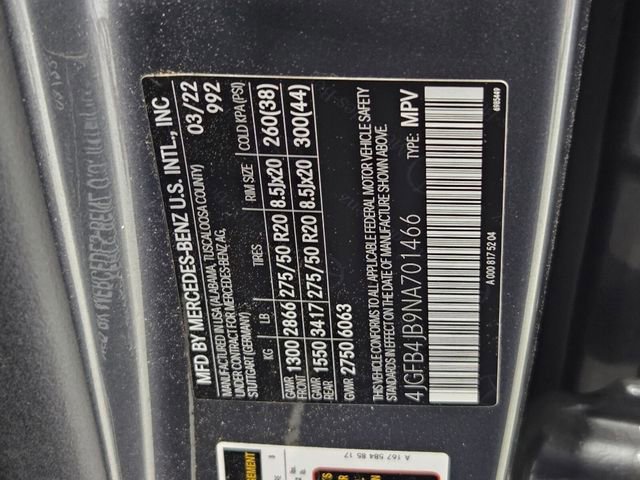 MFD BY MERCEDES-BENZ U.S. INTL., INC
MANUFACTURED IN USA (ALABAMA, TUSCALOOSA COUNTY) 03 / 22
UNDER CONTRACT BY MERCEDES-BENZ AG, 992
STUTTGART (GERMANY)
KG LB TIRES RIM SIZE COLD KPA (PSI)
GAWR FRONT 1300 2866 275/50 R20 8.5Jx20 260(38)
GAWR REAR 1550 3417 275/50 R20 8.5Jx20 300(44)
GVWR 2750 6063
THIS VEHICLE CONFORMS TO ALL APPLICABLE FEDERAL MOTOR VEHICLE SAFETY
STANDARDS IN EFFECT ON THE DATE OF MANUFACTURE SHOWN ABOVE.
4JGFB4JB9NA701466 TYPE: MPV
A 000 817 52 04 6985449
A 167 584 85 17